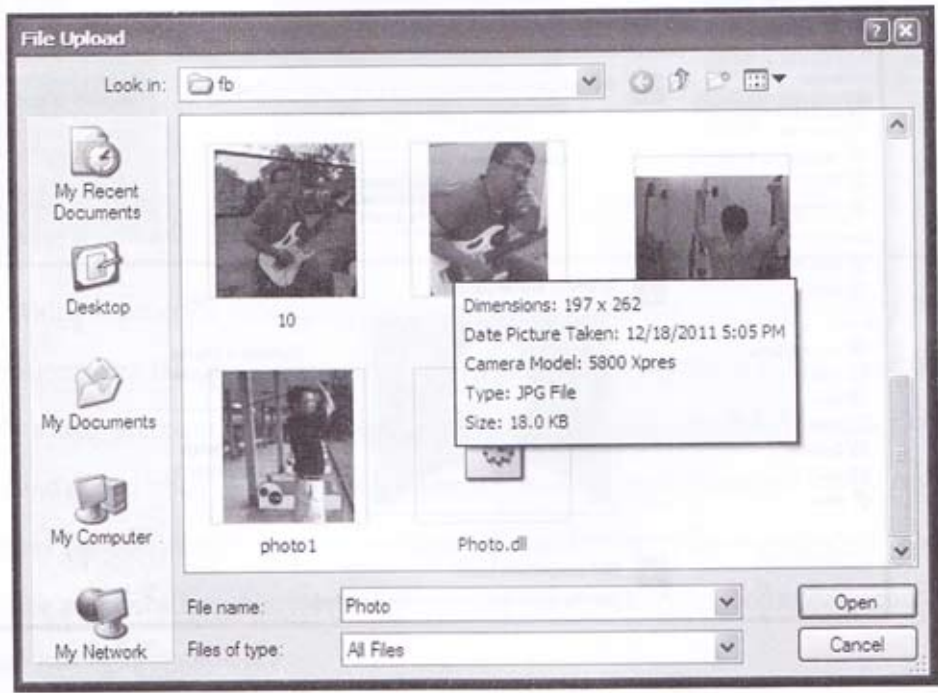 File Upload
Look in:
fb
My Recent
Documents
Desktop
My Documents
My Computer
My Network
10
Dimensions: 197 x 262
Date Picture Taken: 12/18/2011 5:05 PM
Camera Model: 5800 Xpres
Type: JPG File
Size: 18.0 KB
photo1
Photo.dll
File name:
Photo
Open
Files of type:
All Files
Cancel